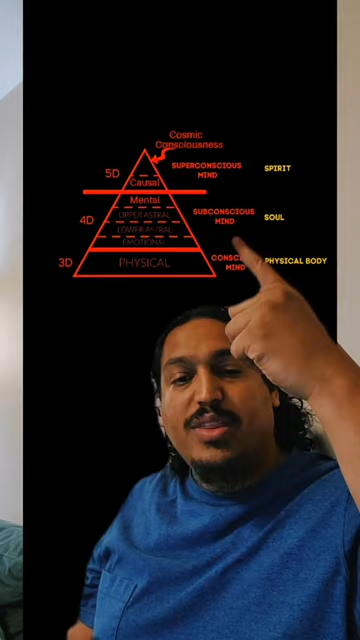 Cosmic
Consciousness
5D
SUPERCONSCIOUS
MIND
SPIRIT
Causal
Mental
4D
UPPER ASTRAL
SUBCONSCIOUS
MIND
SOUL
LOWER ASTRAL
EMOTIONAL
3D
PHYSICAL
MIND
PHYSICAL BODY